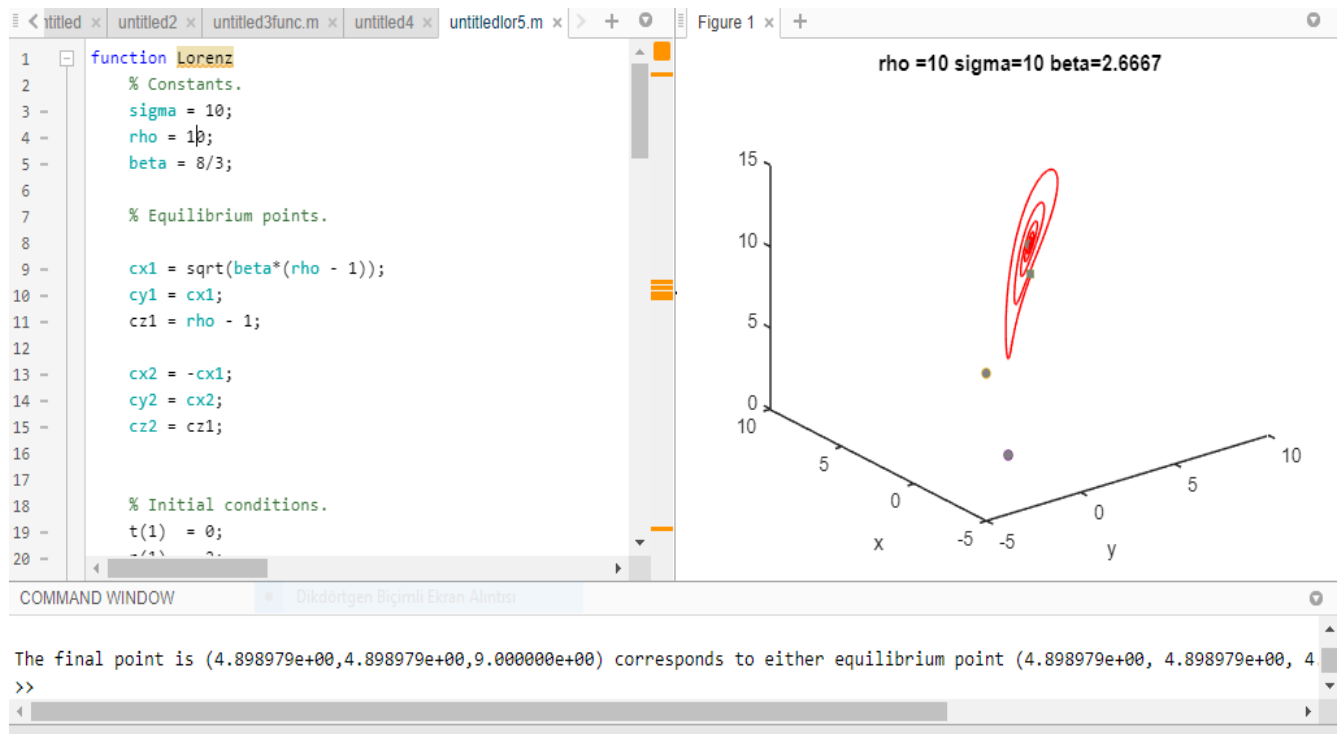 ntitled × untitled2 × untitled3func.m × untitled4 × untitledlor5.m × > +
1 function Lorenz
2 % Constants.
3 - sigma = 10;
4 - rho = 10;
5 - beta = 8/3;
6
7 % Equilibrium points.
8
9 - cx1 = sqrt(beta*(rho - 1));
10 - cy1 = cx1;
11 - cz1 = rho - 1;
12
13 - cx2 = -cx1;
14 - cy2 = cx2;
15 - cz2 = cz1;
16
17
18 % Initial conditions.
19 - t(1) = 0;
20 -
Figure 1 × +
rho =10 sigma=10 beta=2.6667
15
10
5
0
10
5
0
-5
x
-5
0
5
10
y
COMMAND WINDOW
Dikdörtgen Biçimli Ekran Alıntısı
The final point is (4.898979e+00,4.898979e+00,9.000000e+00) corresponds to either equilibrium point (4.898979e+00, 4.898979e+00, 4.
>>